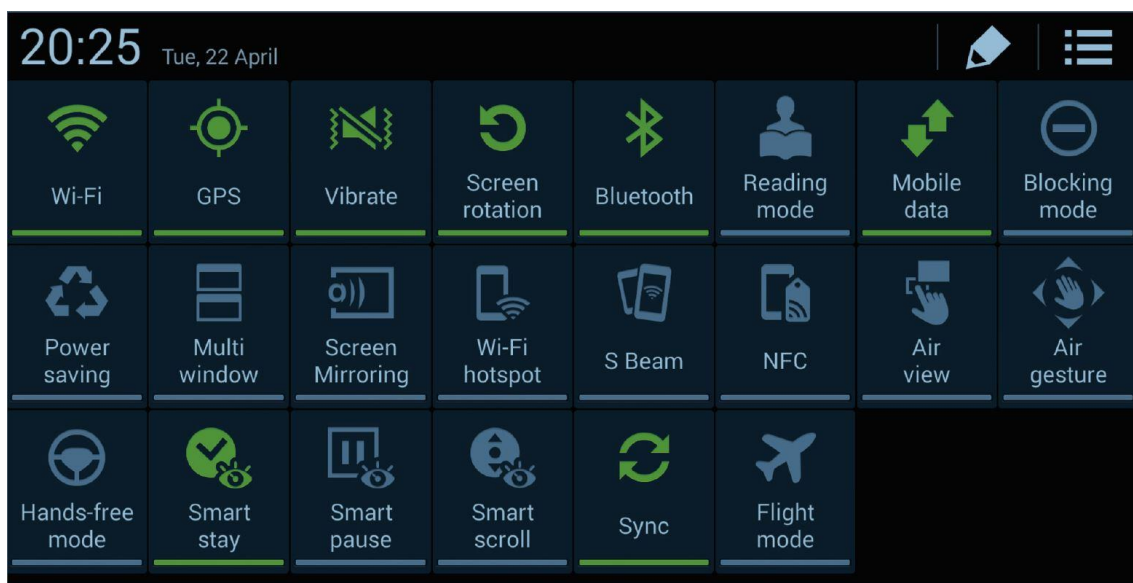 20:25 Tue, 22 April
Wi-Fi
GPS
Vibrate
Screen
rotation
Bluetooth
Reading
mode
Mobile
data
Blocking
mode
Power
saving
Multi
window
Screen
Mirroring
Wi-Fi
hotspot
S Beam
NFC
Air
view
Air
gesture
Hands-free
mode
Smart
stay
Smart
pause
Smart
scroll
Sync
Flight
mode